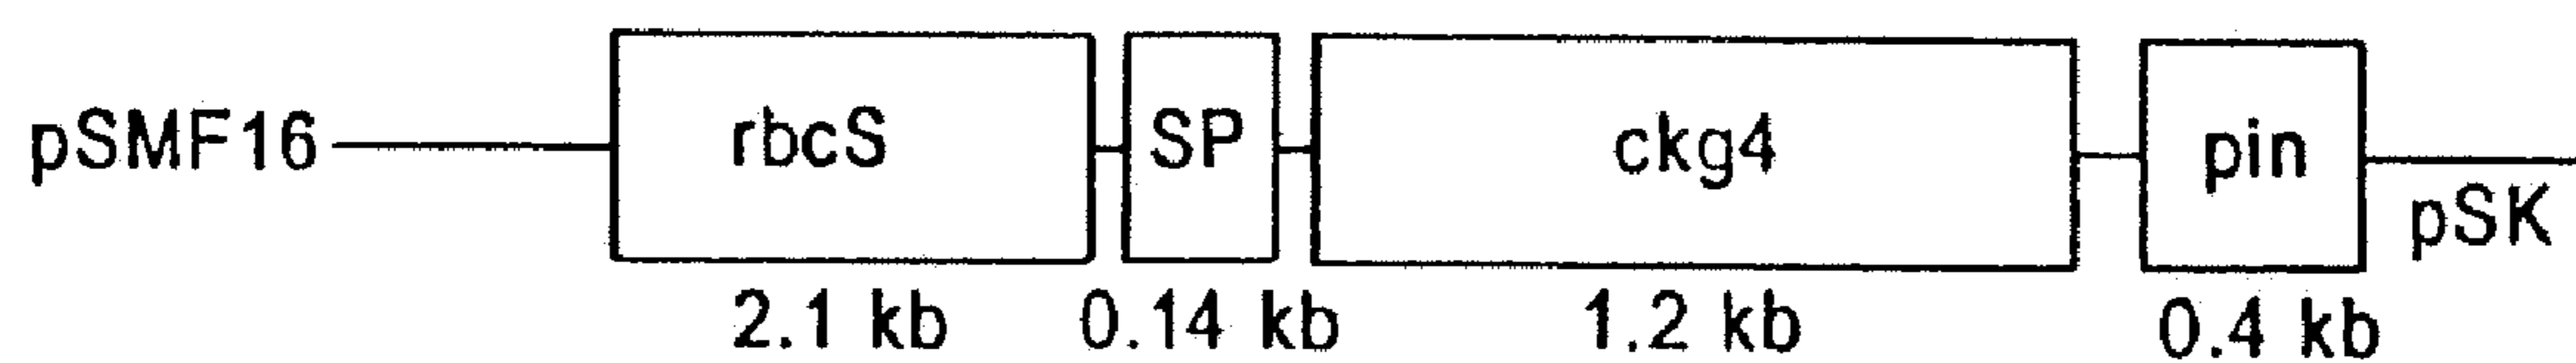 pSMF16 rbcS SP ckg4 pin
pSK
2.1 kb 0.14 kb 1.2 kb 0.4 kb